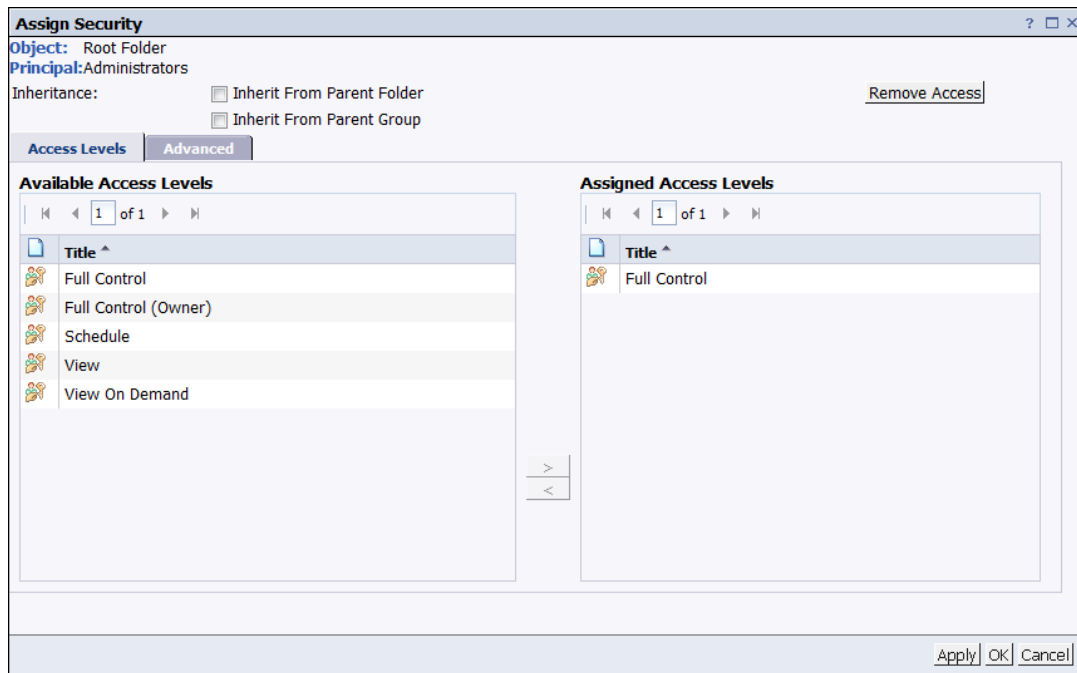 Assign Security ?
Object: Root Folder
Principal:Administrators
Inheritance: Inherit From Parent Folder Remove Access
Inherit From Parent Group
Access Levels Advanced
Available Access Levels Assigned Access Levels
1 of 1 1 of 1
Title Title
Full Control Full Control
Full Control (Owner)
Schedule
View
View On Demand
>
<
Apply OK Cancel